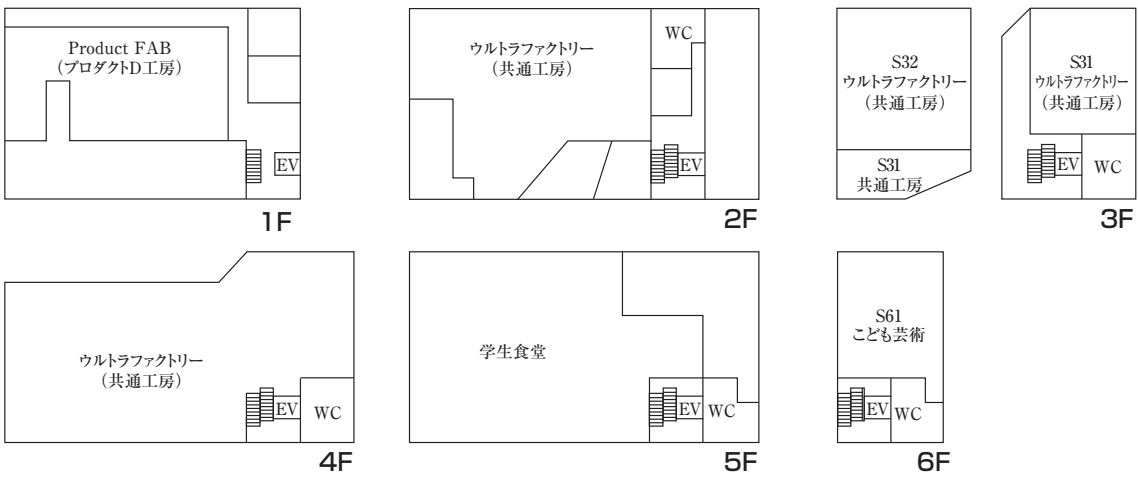 Product FAB
（プロダクトD工房）
EV
1F
WC
ウルトラファクトリー
（共通工房）
EV
2F
S32
ウルトラファクトリー
（共通工房）
S31
共通工房
S31
ウルトラファクトリー
（共通工房）
EV
WC
3F
ウルトラファクトリー
（共通工房）
EV
WC
4F
学生食堂
EV
WC
5F
S61
こども芸術
EV
WC
6F